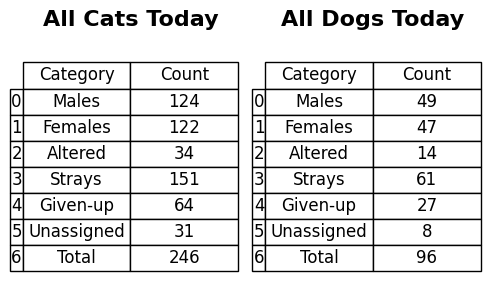 All Cats Today
Category Count
0 Males 124
1 Females 122
2 Altered 34
3 Strays 151
4 Given-up 64
5 Unassigned 31
6 Total 246
All Dogs Today
Category Count
0 Males 49
1 Females 47
2 Altered 14
3 Strays 61
4 Given-up 27
5 Unassigned 8
6 Total 96